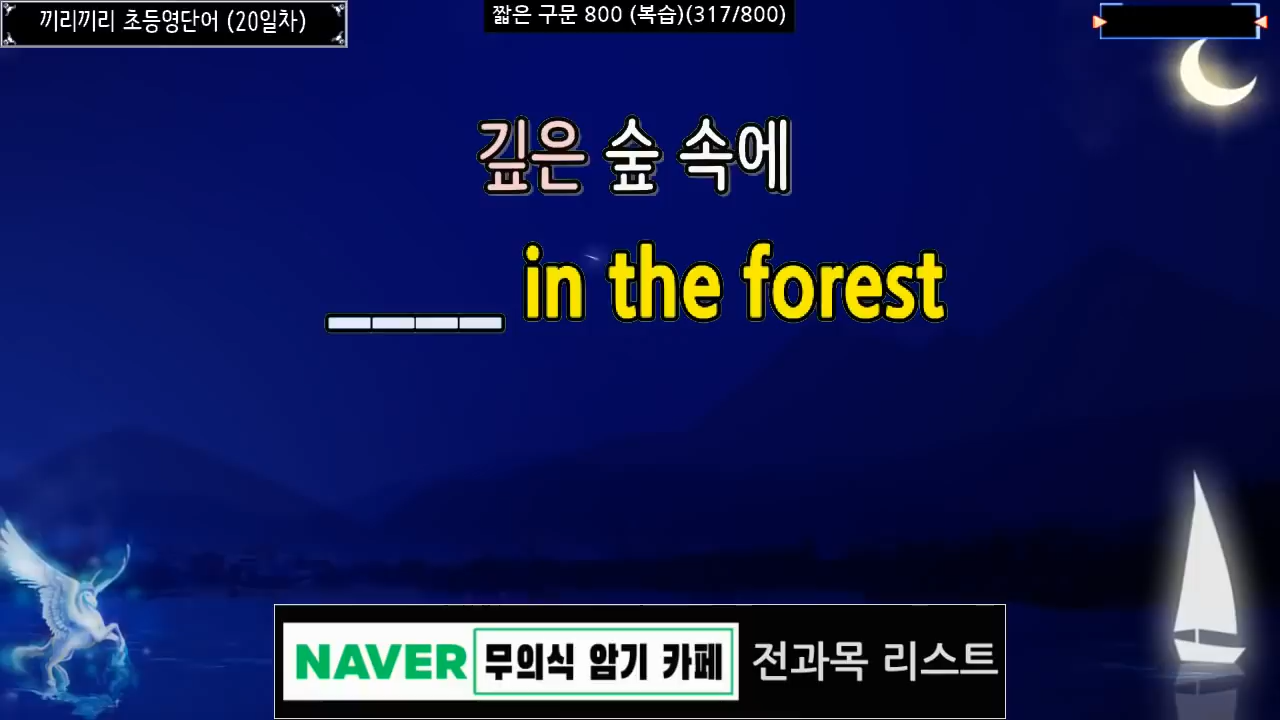 끼리끼리 초등영단어 (20일차)
짧은 구문 800 (복습)(317/800)
깊은 숲 속에
____ in the forest
NAVER 무의식 암기 카페 전과목 리스트